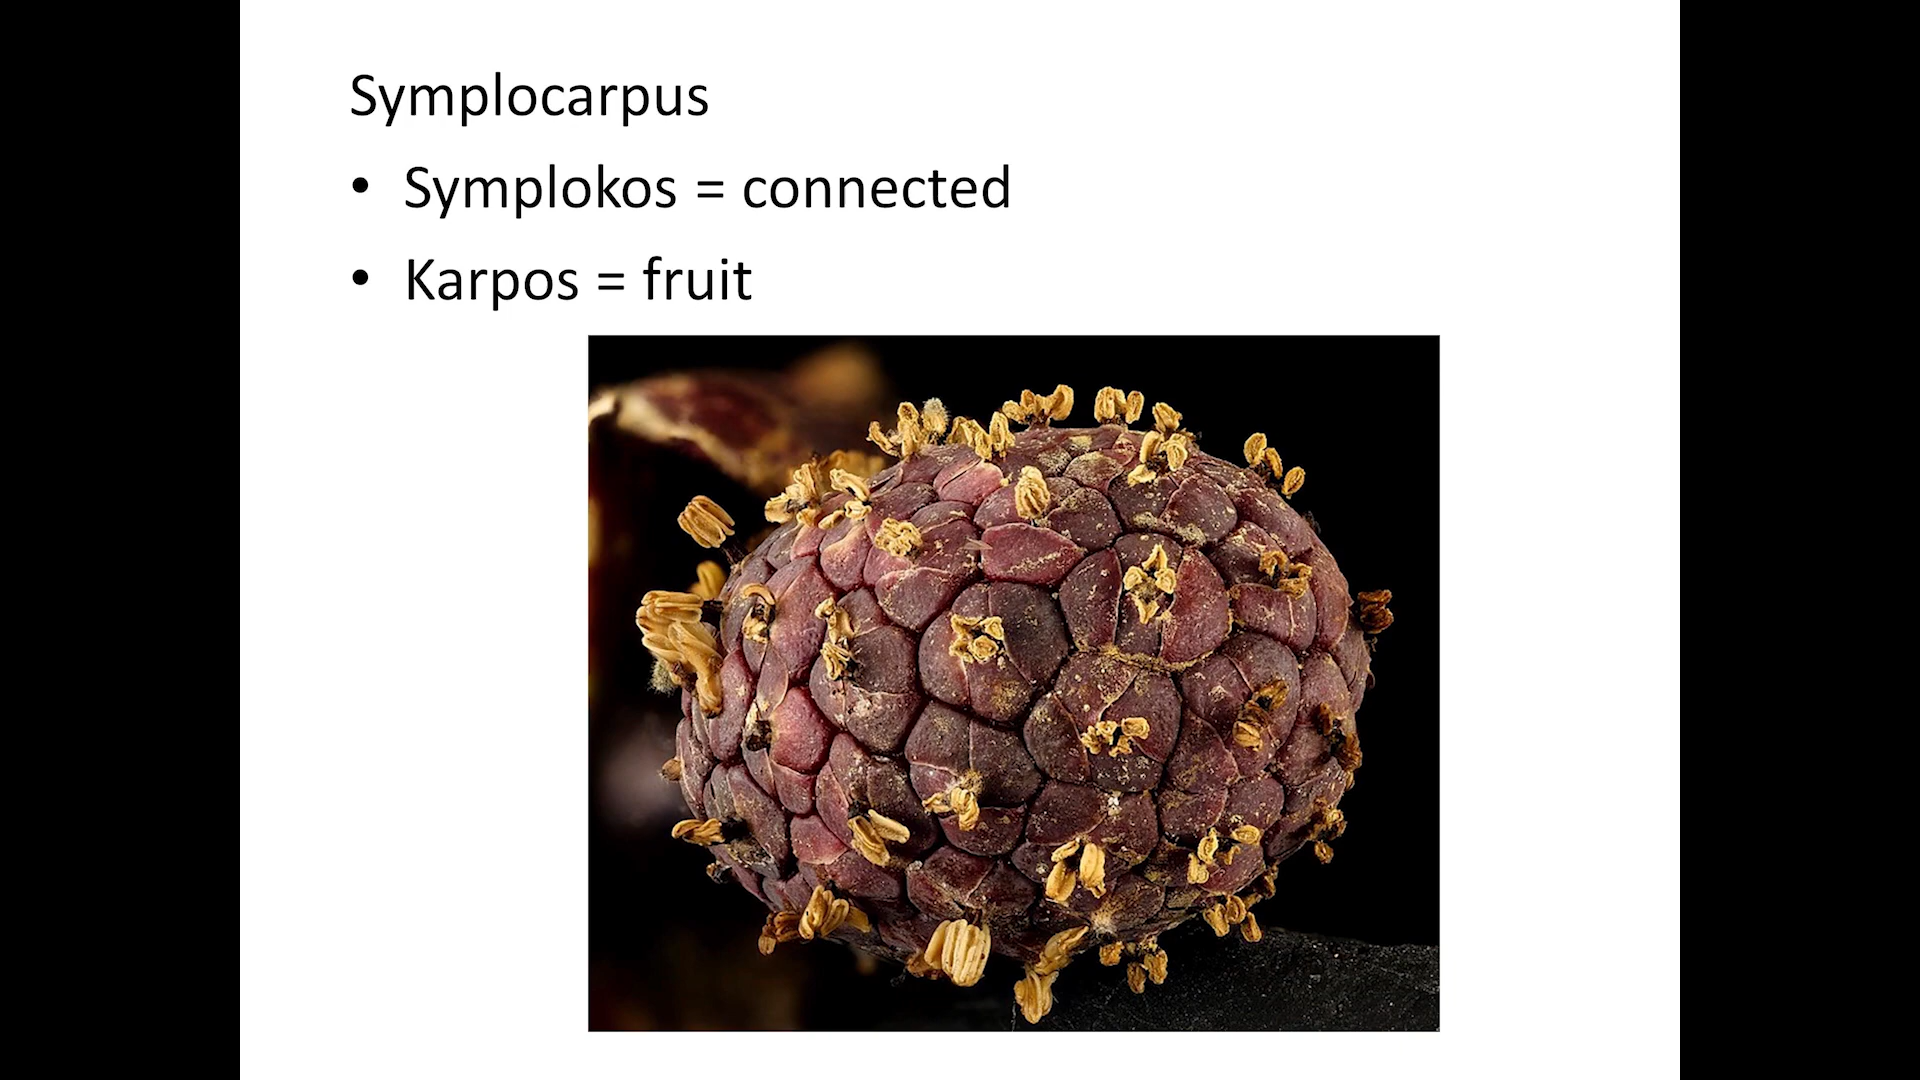 Symplocarpus
• Symplokos = connected
• Karpos = fruit